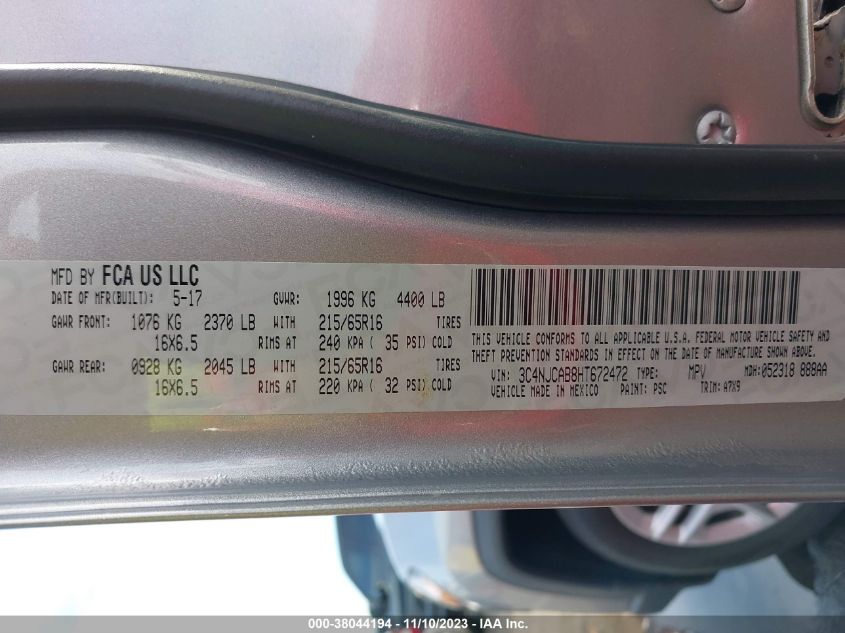 MFD BY FCA US LLC
DATE OF MFR(BUILT): 5-17 GVWR: 1996 KG 4400 LB
GAWR FRONT: 1076 KG 2370 LB WITH 215/65R16 TIRES
16X6.5 RIMS AT 240 KPA ( 35 PSI) COLD
GAWR REAR: 0928 KG 2045 LB WITH 215/65R16 TIRES
16X6.5 RIMS AT 220 KPA ( 32 PSI) COLD
THIS VEHICLE CONFORMS TO ALL APPLICABLE U.S.A. FEDERAL MOTOR VEHICLE SAFETY AND
THEFT PREVENTION STANDARDS IN EFFECT ON THE DATE OF MANUFACTURE SHOWN ABOVE.
VIN: 3C4NJCAB8HT672472 TYPE: MPV MDH: 052318 888AA
VEHICLE MADE IN MEXICO PAINT: PSC TRIM: A7X9
000-38044194 - 11/10/2023 - IAA Inc.